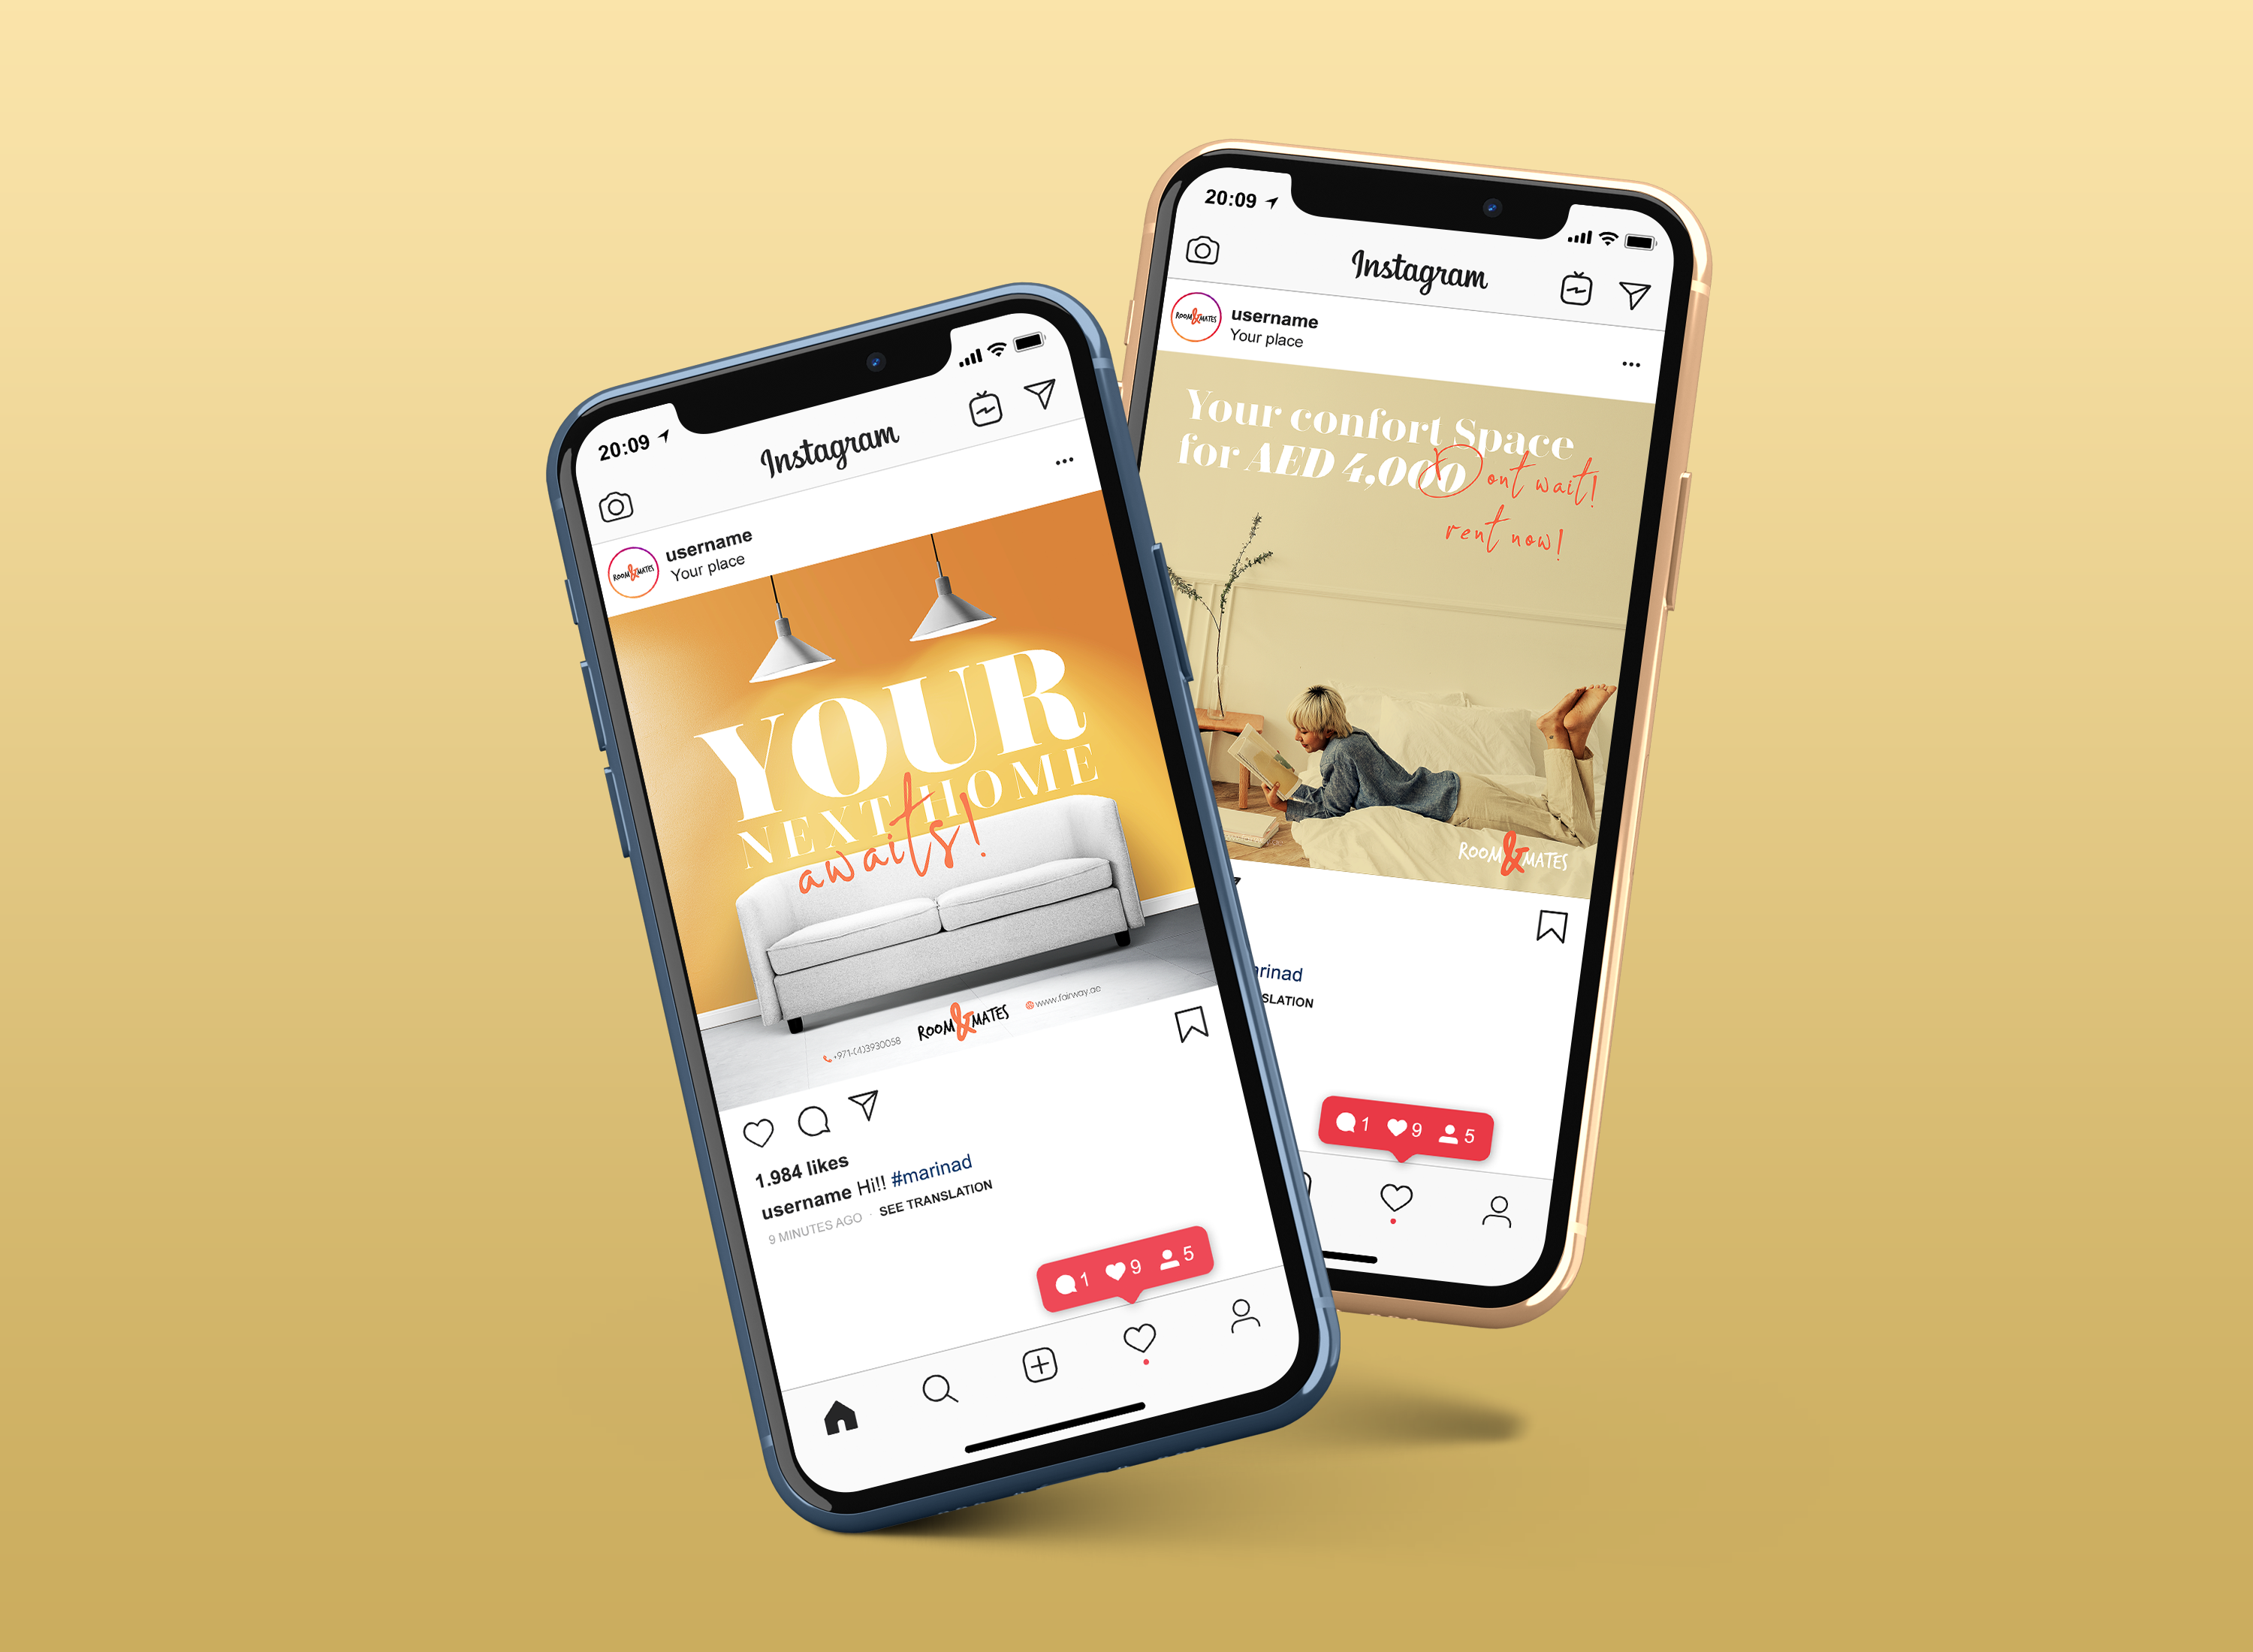 20:09
Instagram
ROOM&MATES
username
Your place
YOUR
NEXT HOME
awaits!
+971-(4)3930058
ROOM&MATES
www.fairway.ae
1.984 likes
username Hi!! #marinad
9 MINUTES AGO · SEE TRANSLATION
1 9 5
20:09
Instagram
ROOM&MATES
username
Your place
Your confort Space
for AED 4,000
Dont wait!
rent now!
ROOM&MATES
arinad
SLATION
1 9 5